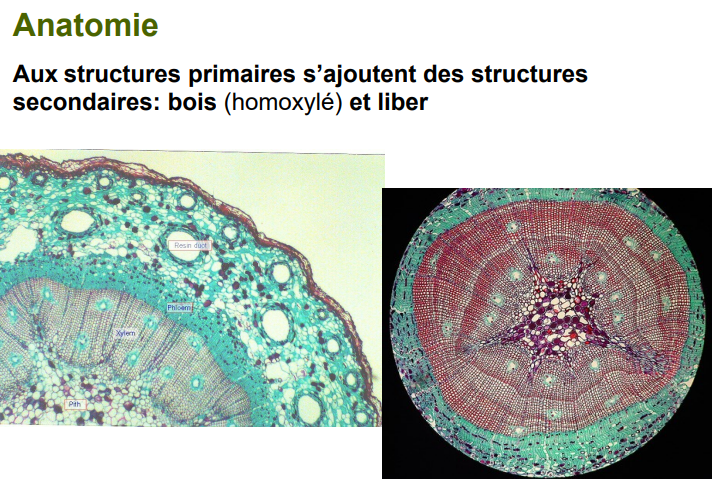 Anatomie
Aux structures primaires s’ajoutent des structures
secondaires: bois (homoxylé) et liber
Resin duct
Phloem
Xylem
Pith